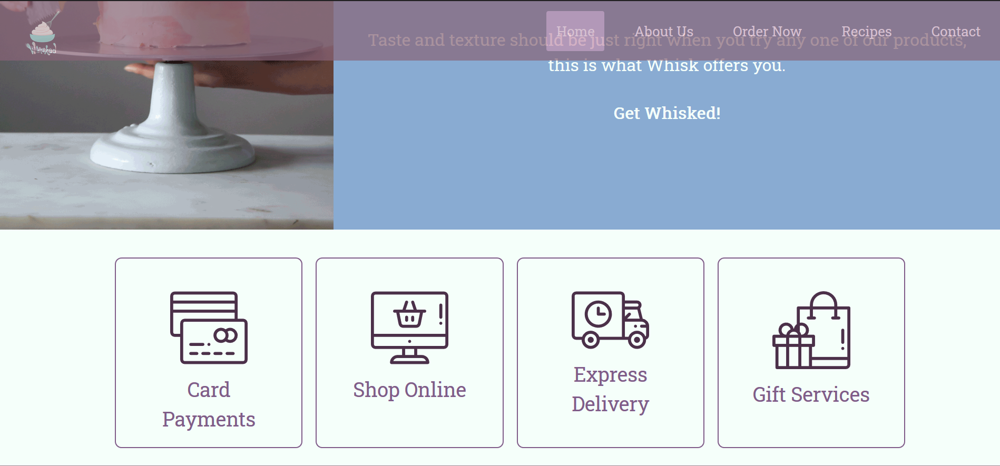 Whisked
Home About Us Order Now Recipes Contact
Taste and texture should be just right when you try any one of our products,
this is what Whisk offers you.
Get Whisked!
Card
Payments
Shop Online
Express
Delivery
Gift Services